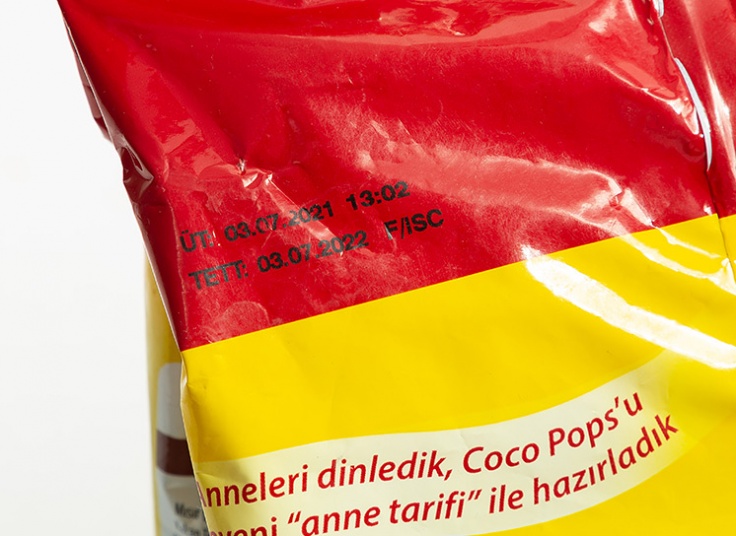 ÜT: 03.07.2021 13:02
TETT: 03.07.2022 F/ISC
Anneleri dinledik, Coco Pops'u
"anne tarifi" ile hazırladık